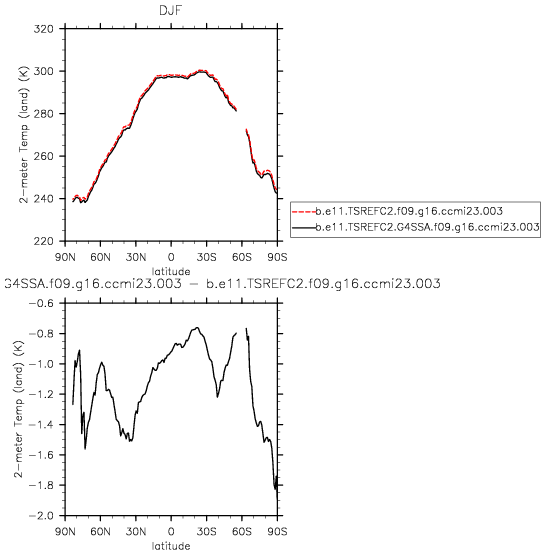 DJF
320
300
280
260
240
220
2-meter Temp (land) (K)
90N 60N 30N 0 30S 60S 90S
latitude
b.e11.TSREFC2.f09.g16.ccmi23.003
b.e11.TSREFC2.G4SSA.f09.g16.ccmi23.003
G4SSA.f09.g16.ccmi23.003 - b.e11.TSREFC2.f09.g16.ccmi23.003
-0.6
-0.8
-1.0
-1.2
-1.4
-1.6
-1.8
-2.0
2-meter Temp (land) (K)
90N 60N 30N 0 30S 60S 90S
latitude